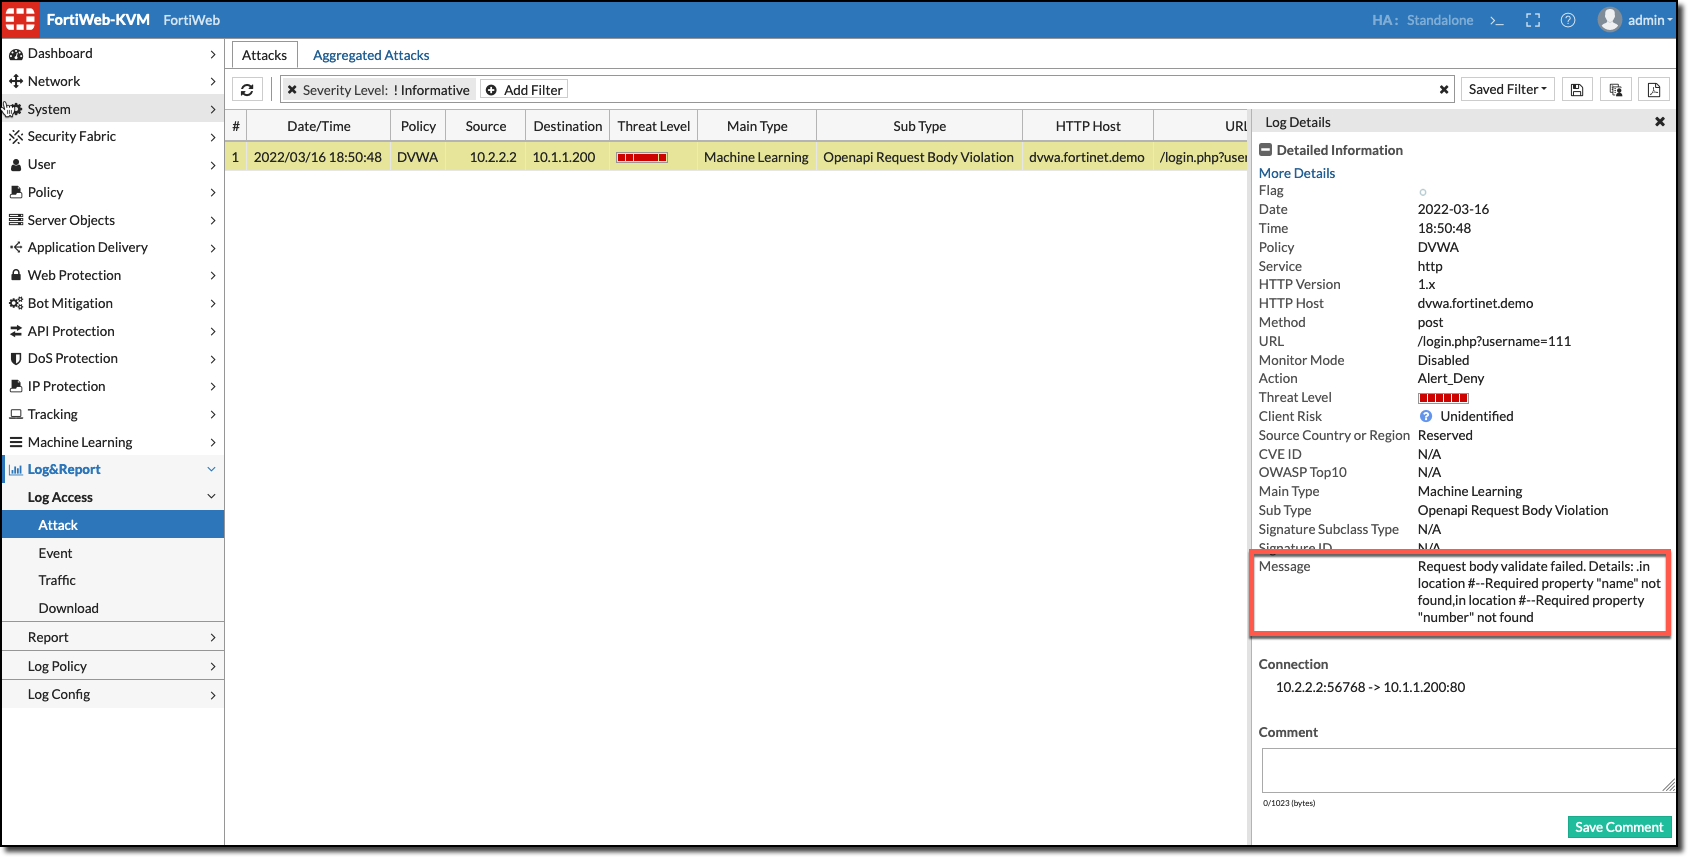 FortiWeb-KVM FortiWeb HA: Standalone >_ admin
Dashboard
Network
System
Security Fabric
User
Policy
Server Objects
Application Delivery
Web Protection
Bot Mitigation
API Protection
DoS Protection
IP Protection
Tracking
Machine Learning
Log&Report
Log Access
Attack
Event
Traffic
Download
Report
Log Policy
Log Config
Attacks Aggregated Attacks
Severity Level: ! Informative Add Filter Saved Filter
# Date/Time Policy Source Destination Threat Level Main Type Sub Type HTTP Host URL
1 2022/03/16 18:50:48 DVWA 10.2.2.2 10.1.1.200 Machine Learning Openapi Request Body Violation dvwa.fortinet.demo /login.php?user
Log Details
Detailed Information
More Details
Flag
Date 2022-03-16
Time 18:50:48
Policy DVWA
Service http
HTTP Version 1.x
HTTP Host dvwa.fortinet.demo
Method post
URL /login.php?username=111
Monitor Mode Disabled
Action Alert_Deny
Threat Level
Client Risk Unidentified
Source Country or Region Reserved
CVE ID N/A
OWASP Top10 N/A
Main Type Machine Learning
Sub Type Openapi Request Body Violation
Signature Subclass Type N/A
Signature ID N/A
Message Request body validate failed. Details: .in
location #--Required property "name" not
found,in location #--Required property
"number" not found
Connection
10.2.2.2:56768 -> 10.1.1.200:80
Comment
0/1023 (bytes)
Save Comment